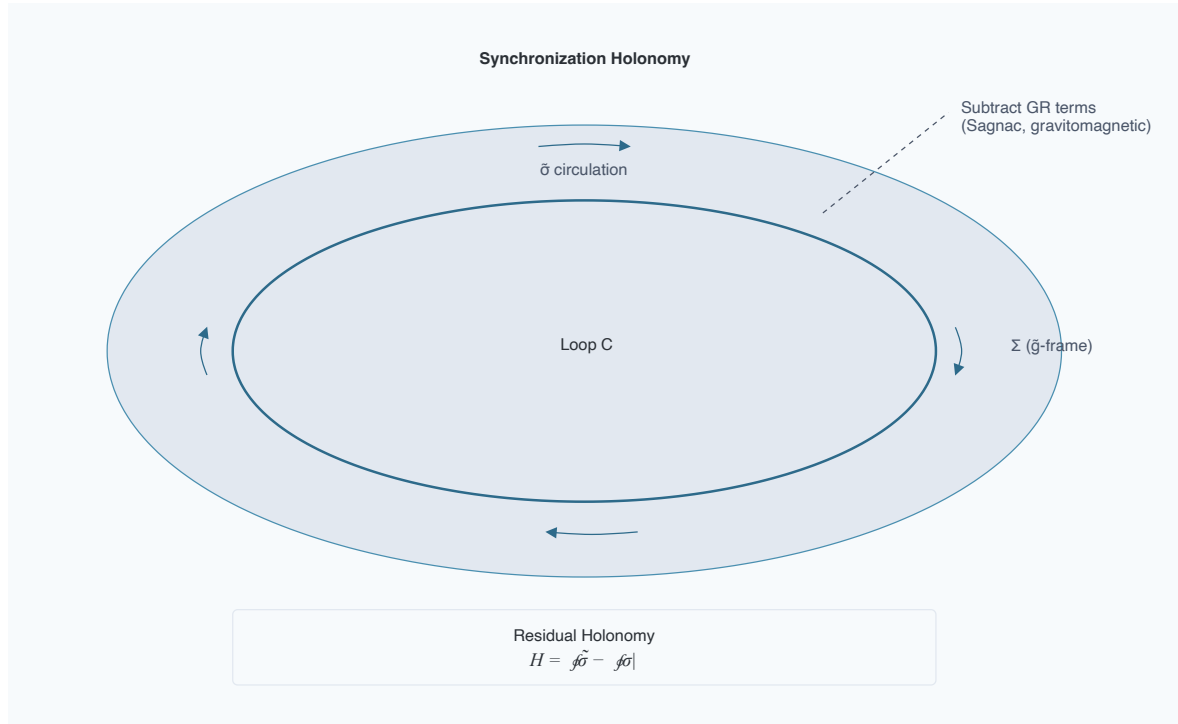 Synchronization Holonomy
Subtract GR terms
(Sagnac, gravitomagnetic)
σ̃ circulation
Loop C
Σ (g̃-frame)
Residual Holonomy
H = ∮σ̃ − ∮σ|